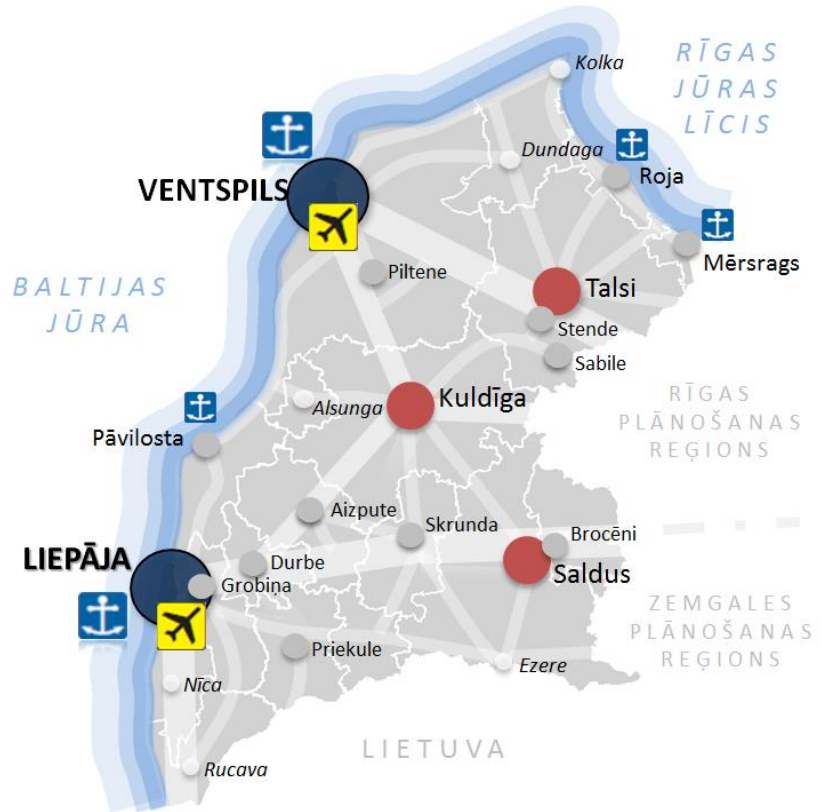 Kolka
RĪGAS
JŪRAS
LĪCIS
Dundaga
Roja
VENTSPILS
Mērsrags
Piltene
BALTIJAS
JŪRA
Talsi
Stende
Sabile
Kuldīga
Alsunga
RĪGAS
PLĀNOŠANAS
REĢIONS
Pāvilosta
Aizpute
Skrunda
Brocēni
LIEPĀJA
Durbe
Grobiņa
Saldus
ZEMGALES
PLĀNOŠANAS
REĢIONS
Priekule
Ezere
Nīca
LIETUVA
Rucava